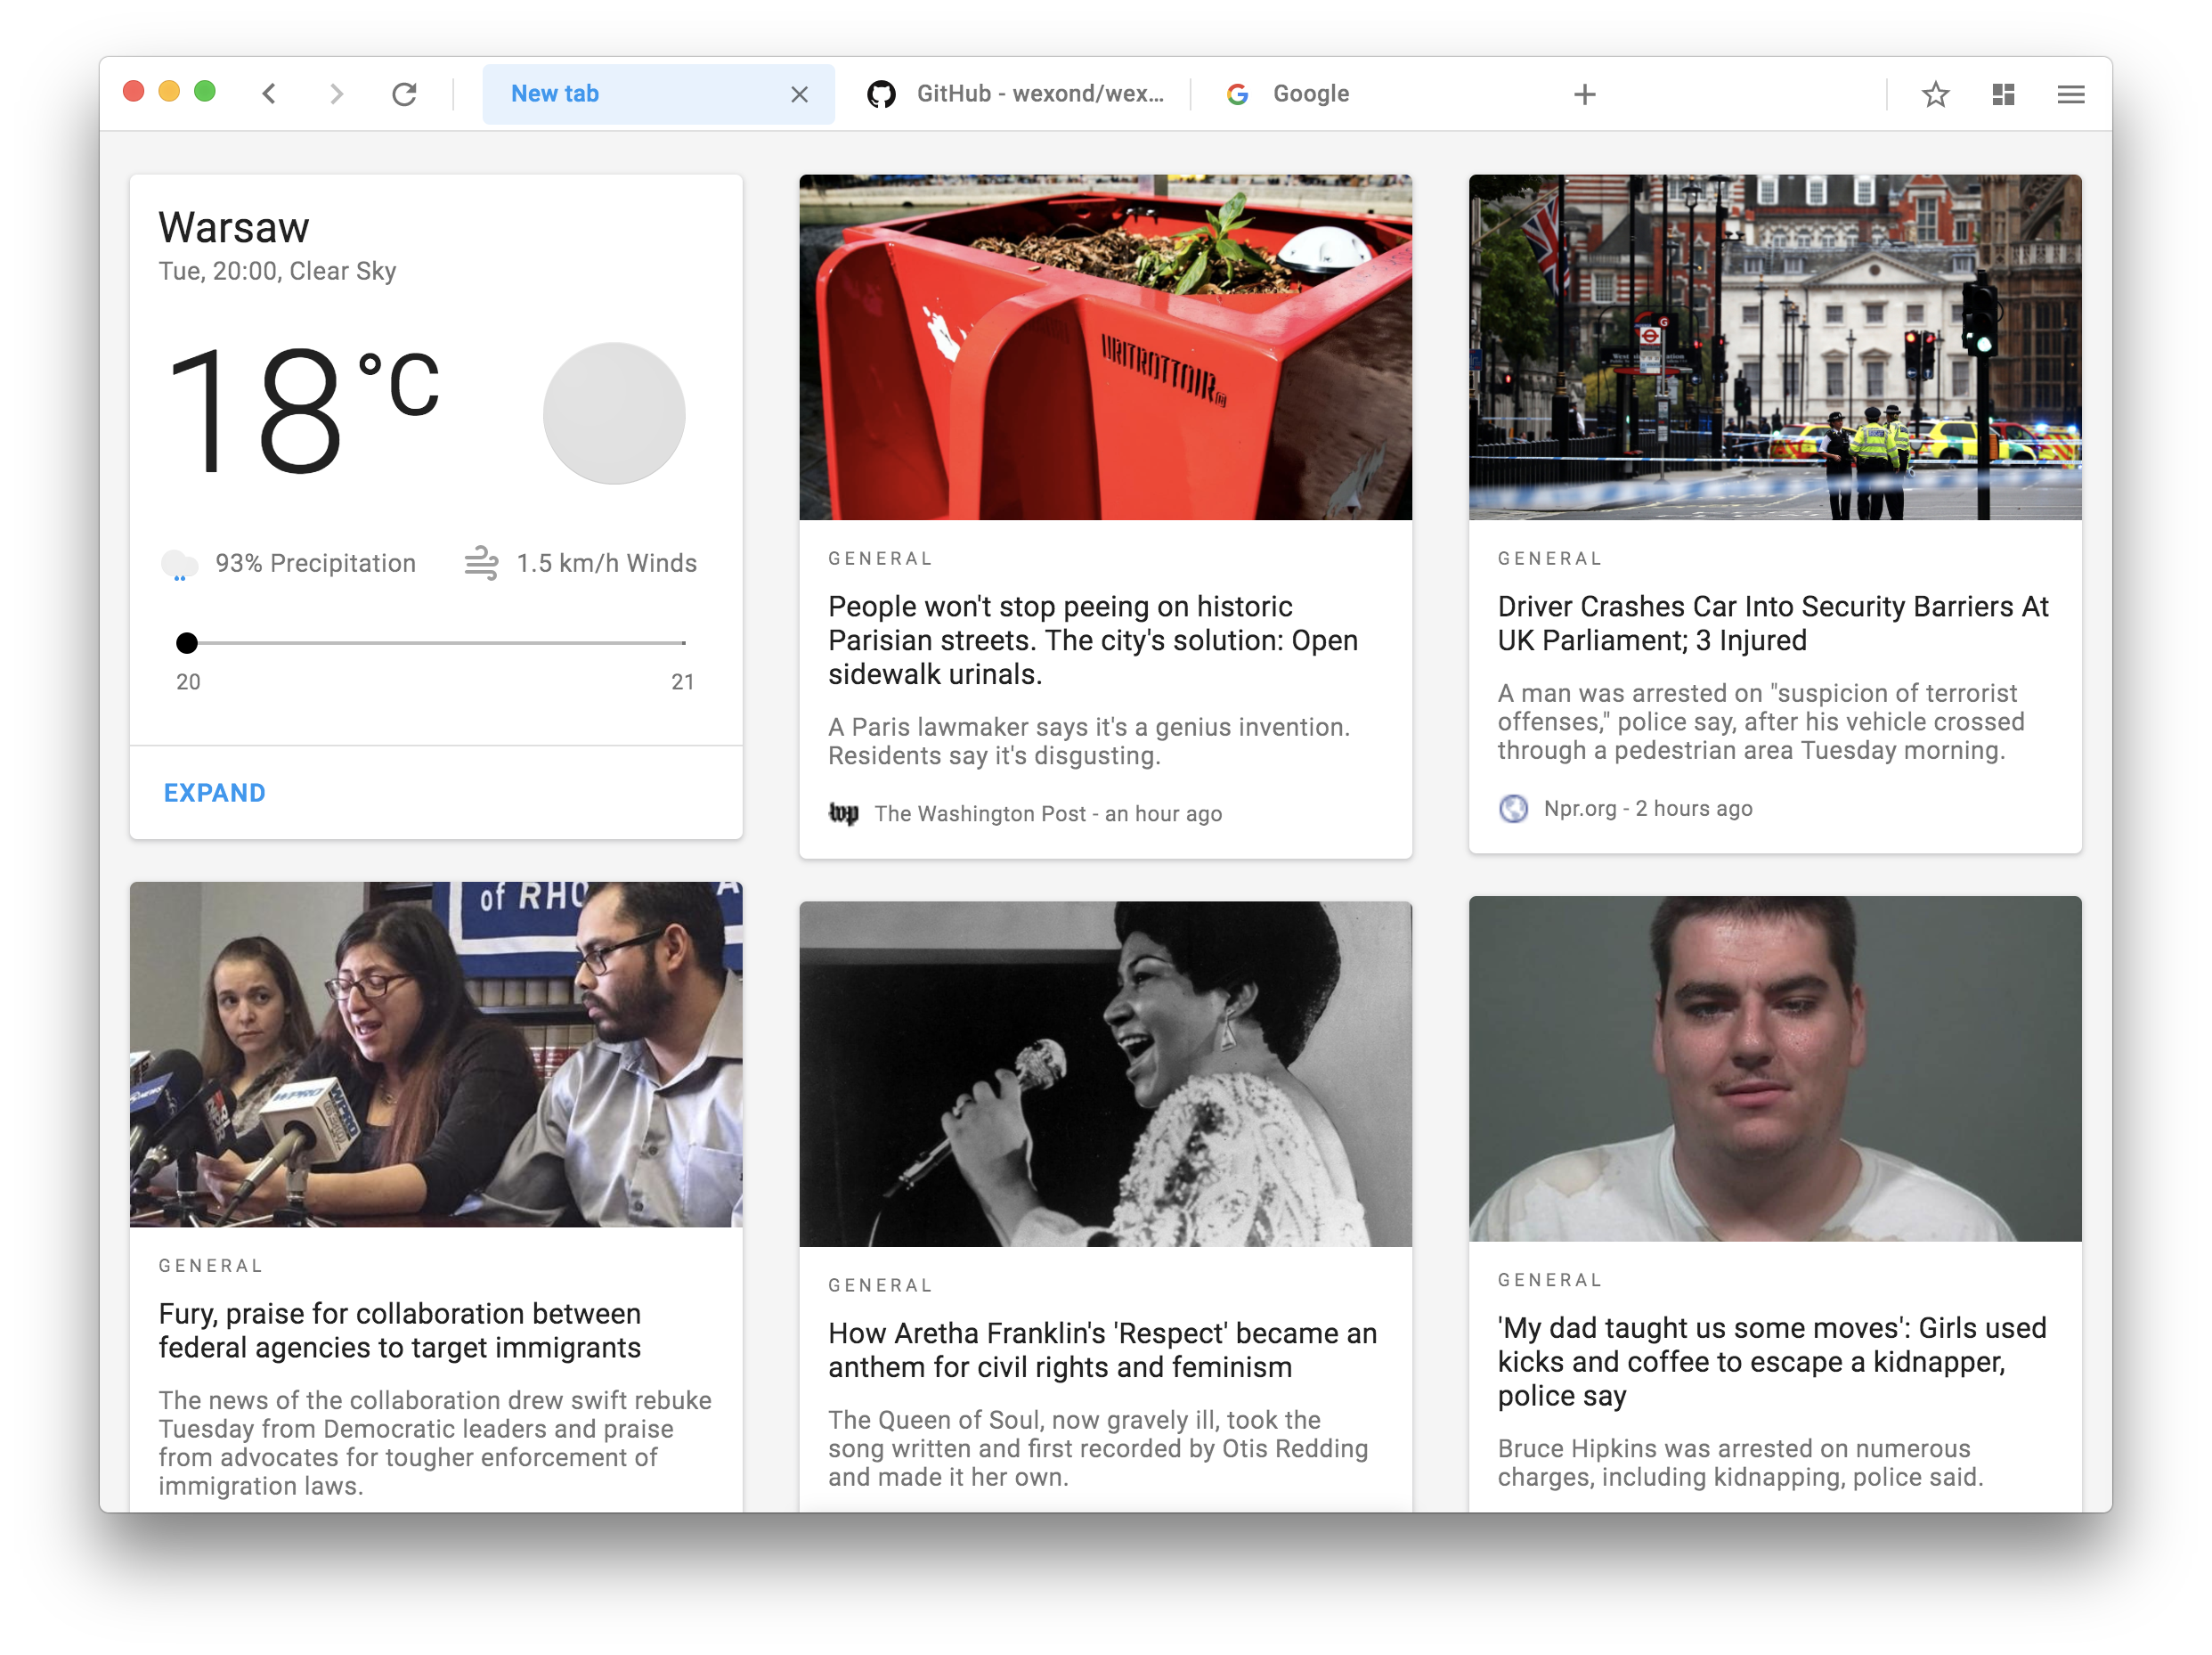 New tab
GitHub - wexond/wex...
Google
Warsaw
Tue, 20:00, Clear Sky
18 °C
93% Precipitation
1.5 km/h Winds
20
21
EXPAND
URITROTTOIR
GENERAL
People won't stop peeing on historic
Parisian streets. The city's solution: Open
sidewalk urinals.
A Paris lawmaker says it's a genius invention.
Residents say it's disgusting.
wp
The Washington Post - an hour ago
GENERAL
Driver Crashes Car Into Security Barriers At
UK Parliament; 3 Injured
A man was arrested on "suspicion of terrorist
offenses," police say, after his vehicle crossed
through a pedestrian area Tuesday morning.
Npr.org - 2 hours ago
of RHO
WPRO
WPRO
GENERAL
Fury, praise for collaboration between
federal agencies to target immigrants
The news of the collaboration drew swift rebuke
Tuesday from Democratic leaders and praise
from advocates for tougher enforcement of
immigration laws.
GENERAL
How Aretha Franklin's 'Respect' became an
anthem for civil rights and feminism
The Queen of Soul, now gravely ill, took the
song written and first recorded by Otis Redding
and made it her own.
GENERAL
'My dad taught us some moves': Girls used
kicks and coffee to escape a kidnapper,
police say
Bruce Hipkins was arrested on numerous
charges, including kidnapping, police said.